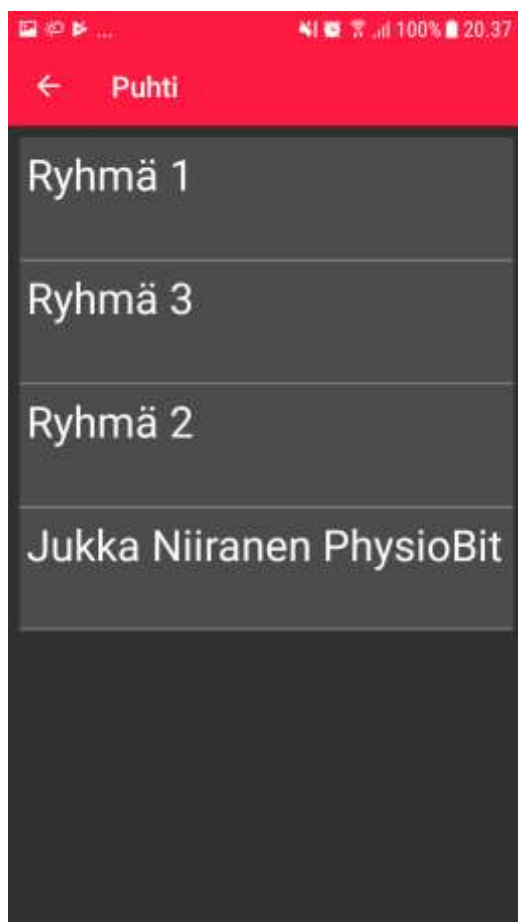 ... 100% 20.37
Puhti
Ryhmä 1
Ryhmä 3
Ryhmä 2
Jukka Niiranen PhysioBit